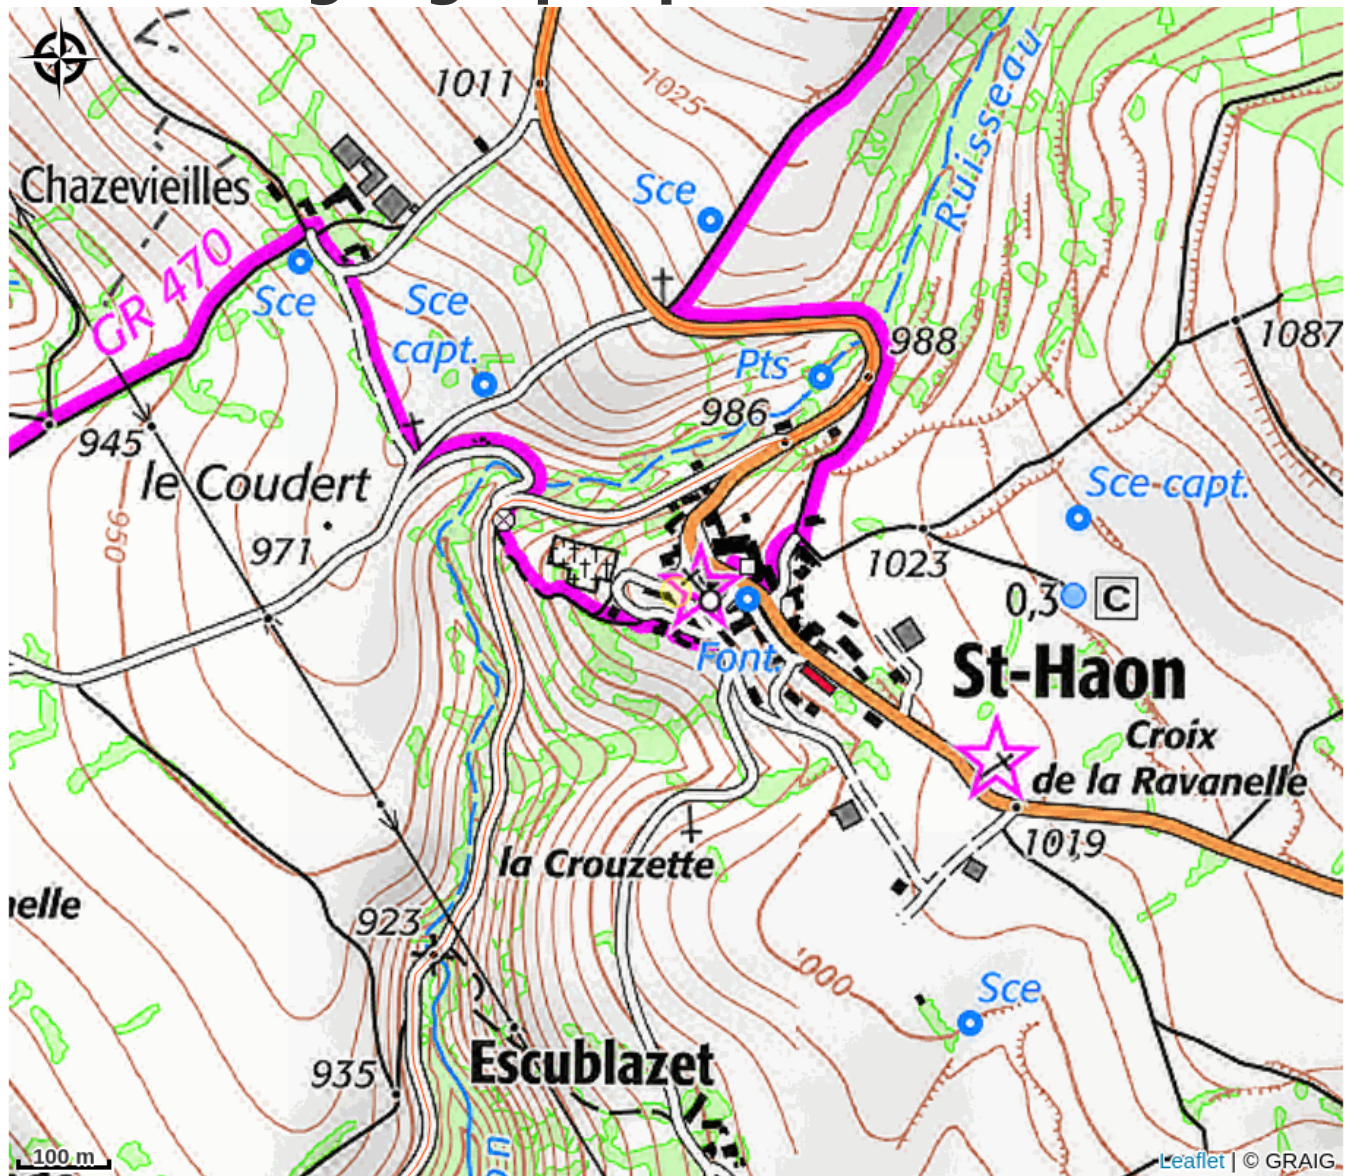 1011
1025
Ruisseau
Chazevieilles
Sce
GR 470
Sce
Sce
capt.
988
1087
Pts
986
945
le Coudert
Sce capt.
950
971
1023
0,3
C
St-Haon
Font.
Croix
de la Ravanelle
1019
la Crouzette
elle
923
Sce
Escublazet
935
100 m
Leaflet | © GRAIG